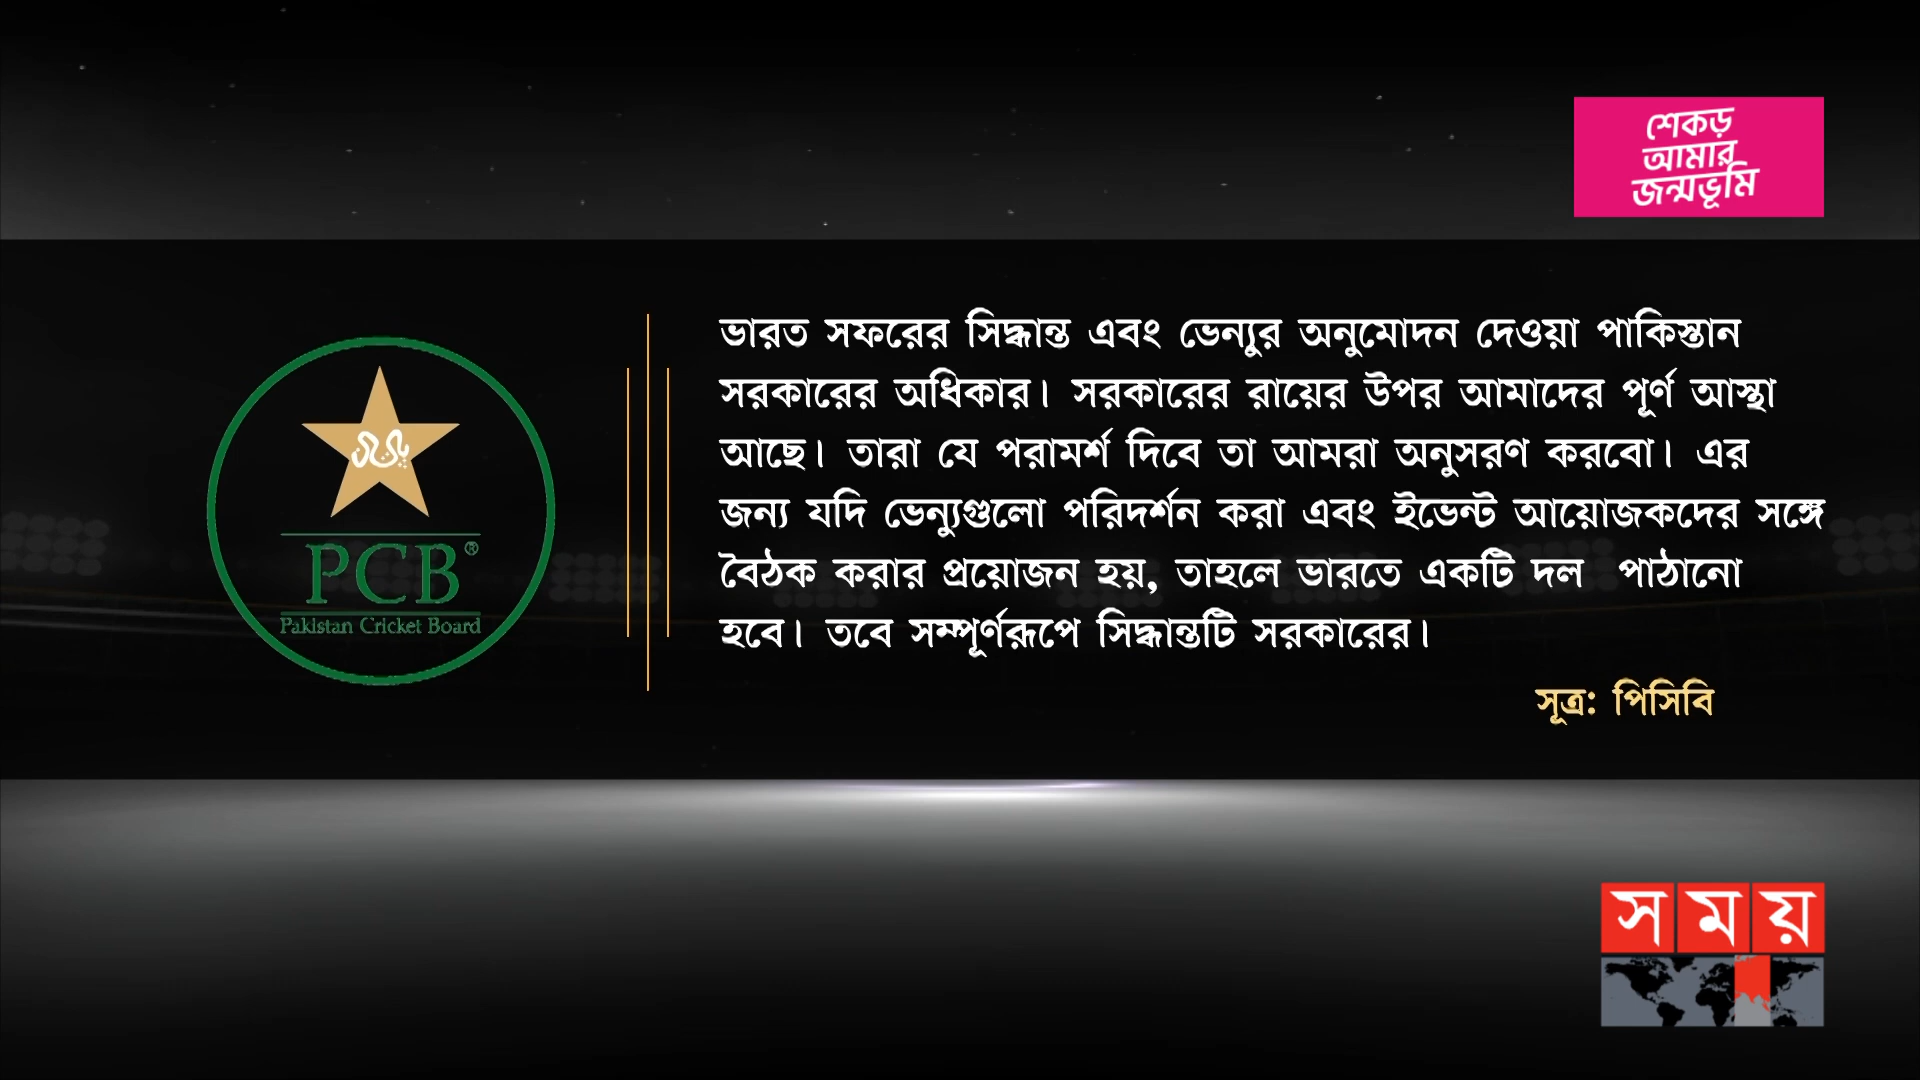 শেকড়
আমার
জন্মভূমি
ভারত সফরের সিদ্ধান্ত এবং ভেন্যুর অনুমোদন দেওয়া পাকিস্তান
সরকারের অধিকার। সরকারের রায়ের উপর আমাদের পূর্ণ আস্থা
আছে। তারা যে পরামর্শ দিবে তা আমরা অনুসরণ করবো। এর
জন্য যদি ভেন্যুগুলো পরিদর্শন করা এবং ইভেন্ট আয়োজকদের সঙ্গে
বৈঠক করার প্রয়োজন হয়, তাহলে ভারতে একটি দল পাঠানো
হবে। তবে সম্পূর্ণরূপে সিদ্ধান্তটি সরকারের।
সূত্র: পিসিবি
PCB®
Pakistan Cricket Board
সময়